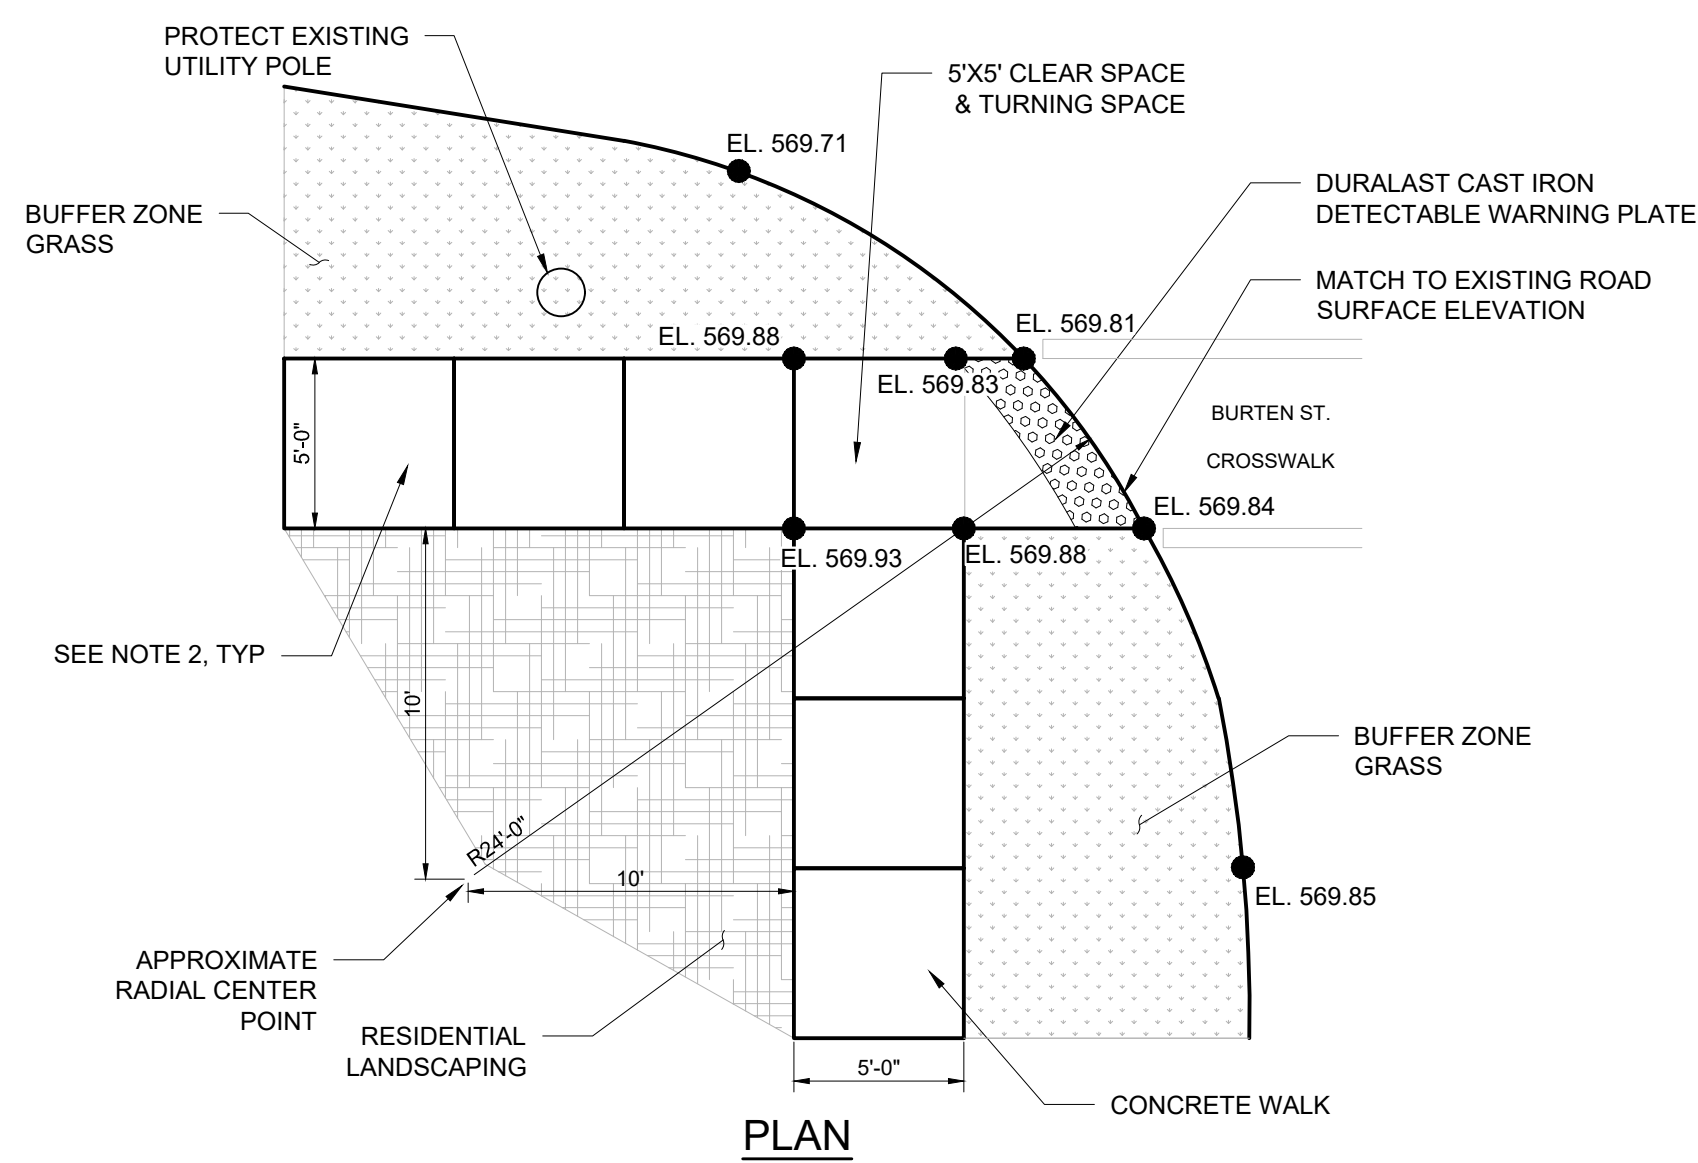 PROTECT EXISTING
UTILITY POLE
5'X5' CLEAR SPACE
& TURNING SPACE
EL. 569.71
DURALAST CAST IRON
DETECTABLE WARNING PLATE
BUFFER ZONE
GRASS
MATCH TO EXISTING ROAD
SURFACE ELEVATION
EL. 569.81
EL. 569.88
EL. 569.83
BURTEN ST.
CROSSWALK
5'-0"
EL. 569.84
EL. 569.93
EL. 569.88
SEE NOTE 2, TYP
10'
BUFFER ZONE
GRASS
R24'-0"
10'
EL. 569.85
APPROXIMATE
RADIAL CENTER
POINT
RESIDENTIAL
LANDSCAPING
5'-0"
CONCRETE WALK
PLAN